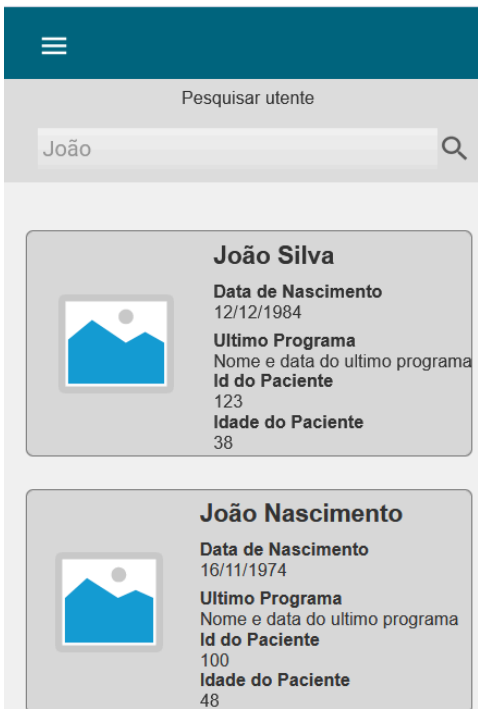 Pesquisar utente
João
João Silva
Data de Nascimento
12/12/1984
Ultimo Programa
Nome e data do ultimo programa
Id do Paciente
123
Idade do Paciente
38
João Nascimento
Data de Nascimento
16/11/1974
Ultimo Programa
Nome e data do ultimo programa
Id do Paciente
100
Idade do Paciente
48